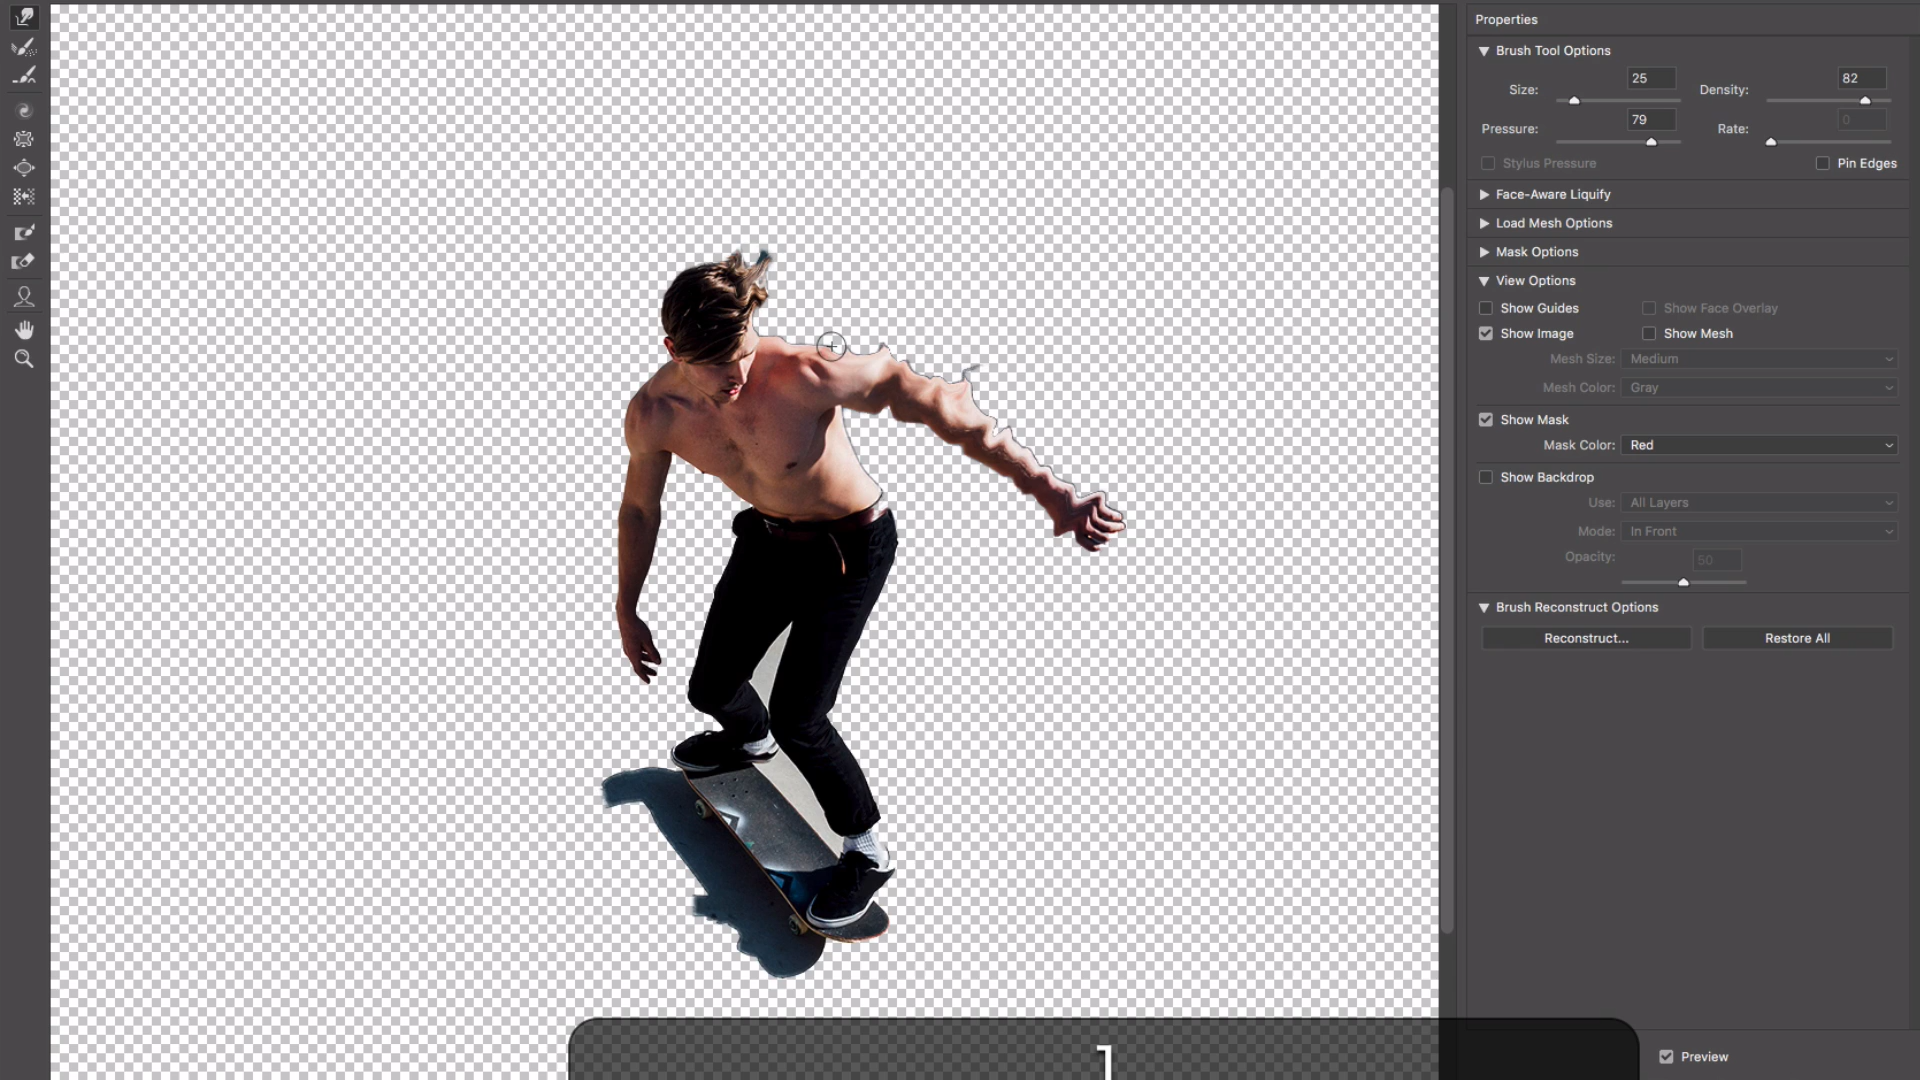 Properties
Brush Tool Options
Size: 25 Density: 82
Pressure: 79 Rate: 0
Stylus Pressure Pin Edges
Face-Aware Liquify
Load Mesh Options
Mask Options
View Options
Show Guides Show Face Overlay
Show Image Show Mesh
Mesh Size: Medium
Mesh Color: Gray
Show Mask
Mask Color: Red
Show Backdrop
Use: All Layers
Mode: In Front
Opacity: 50
Brush Reconstruct Options
Reconstruct... Restore All
]
Preview